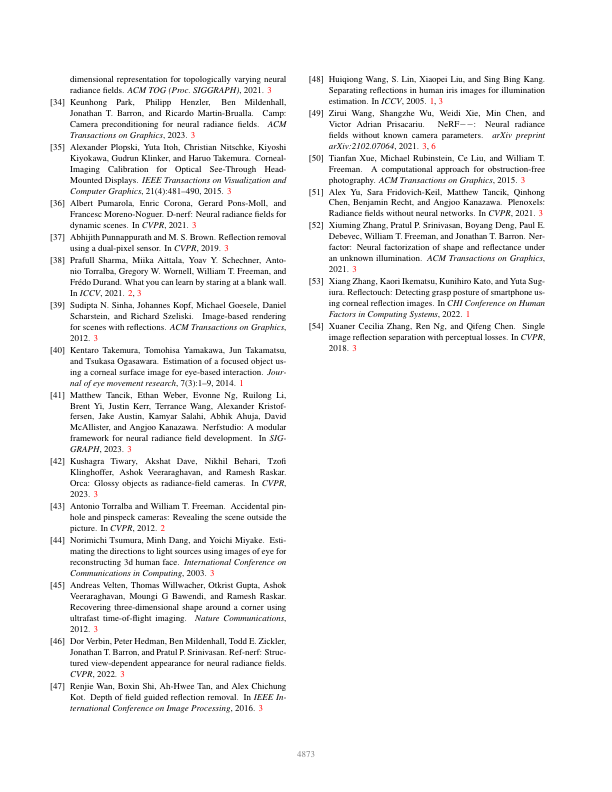 dimensional representation for topologically varying neural
radiance fields. ACM TOG (Proc. SIGGRAPH), 2021. 3
[34] Keunhong Park, Philipp Henzler, Ben Mildenhall,
Jonathan T. Barron, and Ricardo Martin-Brualla. Camp:
Camera preconditioning for neural radiance fields. ACM
Transactions on Graphics, 2023. 3
[35] Alexander Plopski, Yuta Itoh, Christian Nitschke, Kiyoshi
Kiyokawa, Gudrun Klinker, and Haruo Takemura. Corneal-
Imaging Calibration for Optical See-Through Head-
Mounted Displays. IEEE Transactions on Visualization and
Computer Graphics, 21(4):481–490, 2015. 3
[36] Albert Pumarola, Enric Corona, Gerard Pons-Moll, and
Francesc Moreno-Noguer. D-nerf: Neural radiance fields for
dynamic scenes. In CVPR, 2021. 3
[37] Abhijith Punnappurath and M. S. Brown. Reflection removal
using a dual-pixel sensor. In CVPR, 2019. 3
[38] Prafull Sharma, Miika Aittala, Yoav Y. Schechner, Anto-
nio Torralba, Gregory W. Wornell, William T. Freeman, and
Frédo Durand. What you can learn by staring at a blank wall.
In ICCV, 2021. 2, 3
[39] Sudipta N. Sinha, Johannes Kopf, Michael Goesele, Daniel
Scharstein, and Richard Szeliski. Image-based rendering
for scenes with reflections. ACM Transactions on Graphics,
2012. 3
[40] Kentaro Takemura, Tomohisa Yamakawa, Jun Takamatsu,
and Tsukasa Ogasawara. Estimation of a focused object us-
ing a corneal surface image for eye-based interaction. Jour-
nal of eye movement research, 7(3):1–9, 2014. 1
[41] Matthew Tancik, Ethan Weber, Evonne Ng, Ruilong Li,
Brent Yi, Justin Kerr, Terrance Wang, Alexander Kristof-
fersen, Jake Austin, Kamyar Salahi, Abhik Ahuja, David
McAllister, and Angjoo Kanazawa. Nerfstudio: A modular
framework for neural radiance field development. In SIG-
GRAPH, 2023. 3
[42] Kushagra Tiwary, Akshat Dave, Nikhil Behari, Tzofi
Klinghoffer, Ashok Veeraraghavan, and Ramesh Raskar.
Orca: Glossy objects as radiance-field cameras. In CVPR,
2023. 3
[43] Antonio Torralba and William T. Freeman. Accidental pin-
hole and pinspeck cameras: Revealing the scene outside the
picture. In CVPR, 2012. 2
[44] Norimichi Tsumura, Minh Dang, and Yoichi Miyake. Esti-
mating the directions to light sources using images of eye for
reconstructing 3d human face. International Conference on
Communications in Computing, 2003. 3
[45] Andreas Velten, Thomas Willwacher, Otkrist Gupta, Ashok
Veeraraghavan, Moungi G Bawendi, and Ramesh Raskar.
Recovering three-dimensional shape around a corner using
ultrafast time-of-flight imaging. Nature Communications,
2012. 3
[46] Dor Verbin, Peter Hedman, Ben Mildenhall, Todd E. Zickler,
Jonathan T. Barron, and Pratul P. Srinivasan. Ref-nerf: Struc-
tured view-dependent appearance for neural radiance fields.
CVPR, 2022. 3
[47] Renjie Wan, Boxin Shi, Ah-Hwee Tan, and Alex Chichung
Kot. Depth of field guided reflection removal. In IEEE In-
ternational Conference on Image Processing, 2016. 3
[48] Huiqiong Wang, S. Lin, Xiaopei Liu, and Sing Bing Kang.
Separating reflections in human iris images for illumination
estimation. In ICCV, 2005. 1, 3
[49] Zirui Wang, Shangzhe Wu, Weidi Xie, Min Chen, and
Victor Adrian Prisacariu. NeRF−−: Neural radiance
fields without known camera parameters. arXiv preprint
arXiv:2102.07064, 2021. 3, 6
[50] Tianfan Xue, Michael Rubinstein, Ce Liu, and William T.
Freeman. A computational approach for obstruction-free
photography. ACM Transactions on Graphics, 2015. 3
[51] Alex Yu, Sara Fridovich-Keil, Matthew Tancik, Qinhong
Chen, Benjamin Recht, and Angjoo Kanazawa. Plenoxels:
Radiance fields without neural networks. In CVPR, 2021. 3
[52] Xiuming Zhang, Pratul P. Srinivasan, Boyang Deng, Paul E.
Debevec, William T. Freeman, and Jonathan T. Barron. Ner-
factor: Neural factorization of shape and reflectance under
an unknown illumination. ACM Transactions on Graphics,
2021. 3
[53] Xiang Zhang, Kaori Ikematsu, Kunihiro Kato, and Yuta Sug-
iura. Reflectouch: Detecting grasp posture of smartphone us-
ing corneal reflection images. In CHI Conference on Human
Factors in Computing Systems, 2022. 1
[54] Xuaner Cecilia Zhang, Ren Ng, and Qifeng Chen. Single
image reflection separation with perceptual losses. In CVPR,
2018. 3
4873